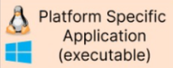 Platform Specific
Application
(executable)